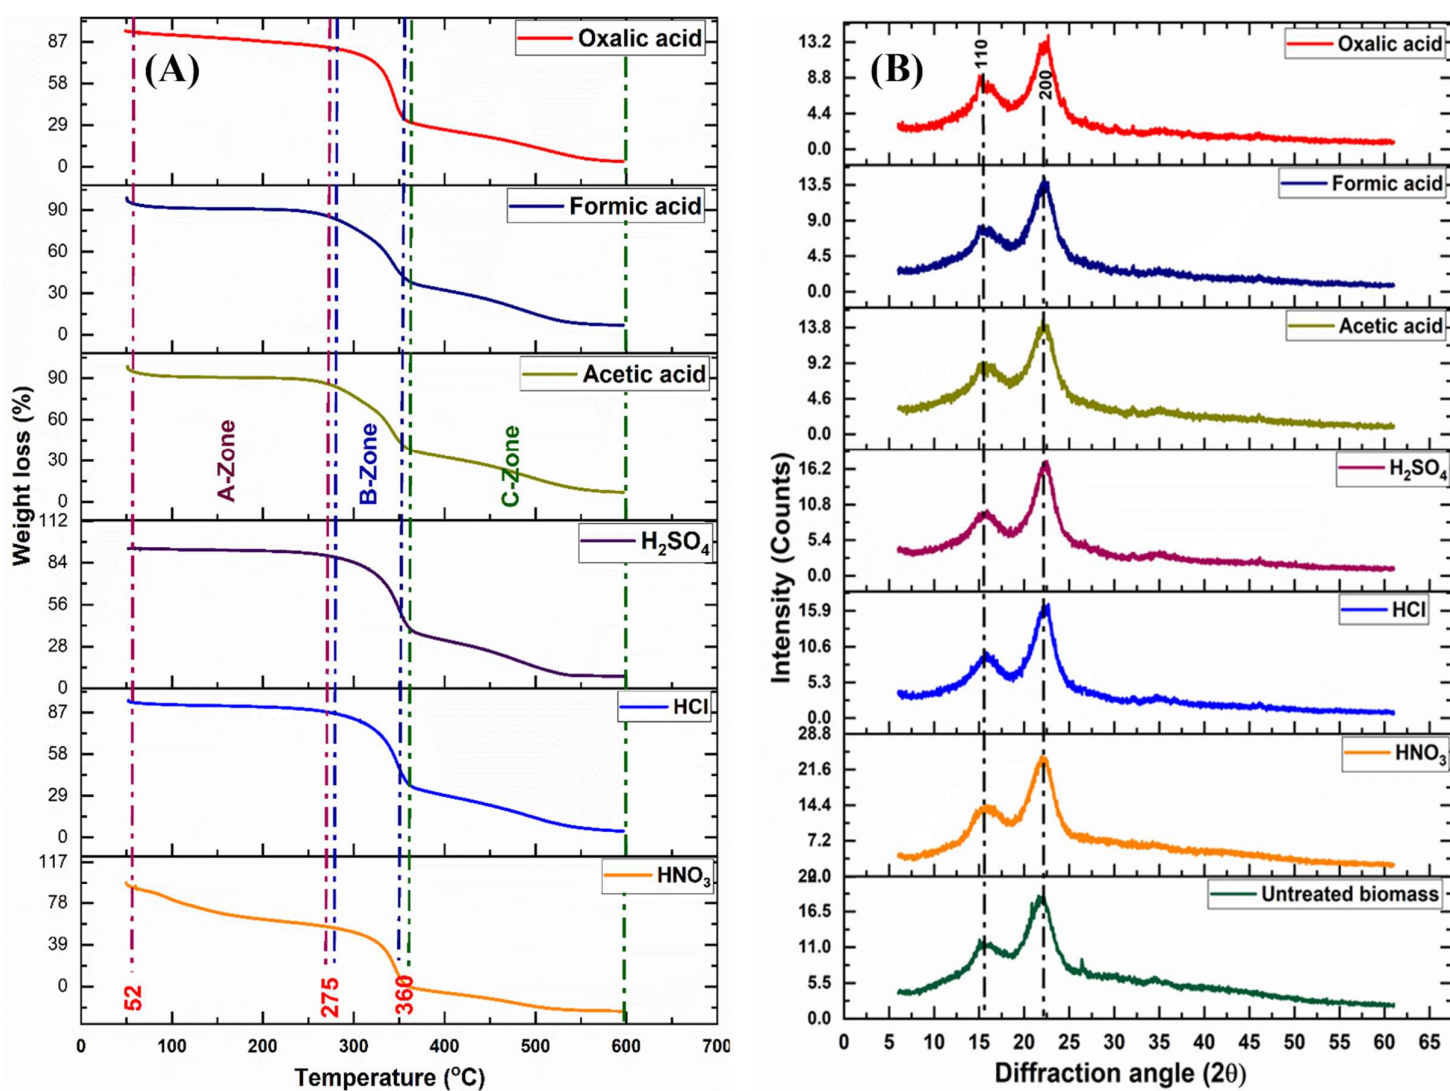 (A)
Weight loss (%)
87
58
29
0
Oxalic acid
90
60
30
0
Formic acid
90
60
30
0
Acetic acid
A-Zone
B-Zone
C-Zone
112
84
56
28
0
H₂SO₄
87
58
29
0
HCl
117
78
39
0
HNO₃
52
275
360
0 100 200 300 400 500 600 700
Temperature (°C)
(B)
Intensity (Counts)
13.2
8.8
4.4
0.0
110
200
Oxalic acid
13.5
9.0
4.5
0.0
Formic acid
13.8
9.2
4.6
0.0
Acetic acid
16.2
10.8
5.4
0.0
H₂SO₄
15.9
10.6
5.3
0.0
HCl
28.8
21.6
14.4
7.2
HNO₃
16.5
11.0
5.5
0.0
Untreated biomass
0 5 10 15 20 25 30 35 40 45 50 55 60 65
Diffraction angle (2θ)